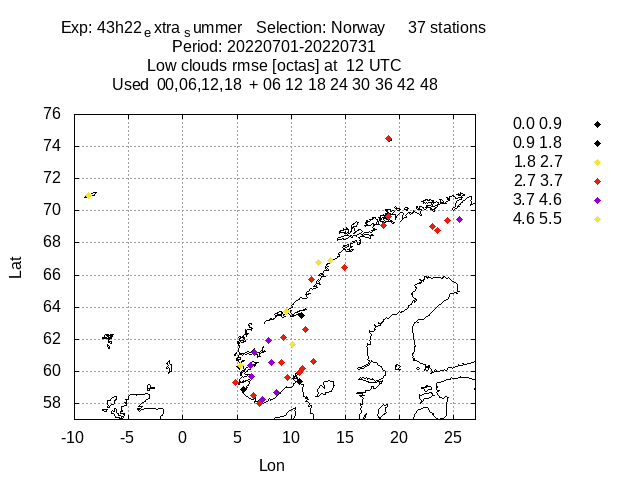 Exp: 43h22extrasummer Selection: Norway 37 stations
Period: 20220701-20220731
Low clouds rmse [octas] at 12 UTC
Used 00,06,12,18 + 06 12 18 24 30 36 42 48
76
74
72
70
68
66
64
62
60
58
Lat
-10 -5 0 5 10 15 20 25
Lon
0.0 0.9
0.9 1.8
1.8 2.7
2.7 3.7
3.7 4.6
4.6 5.5